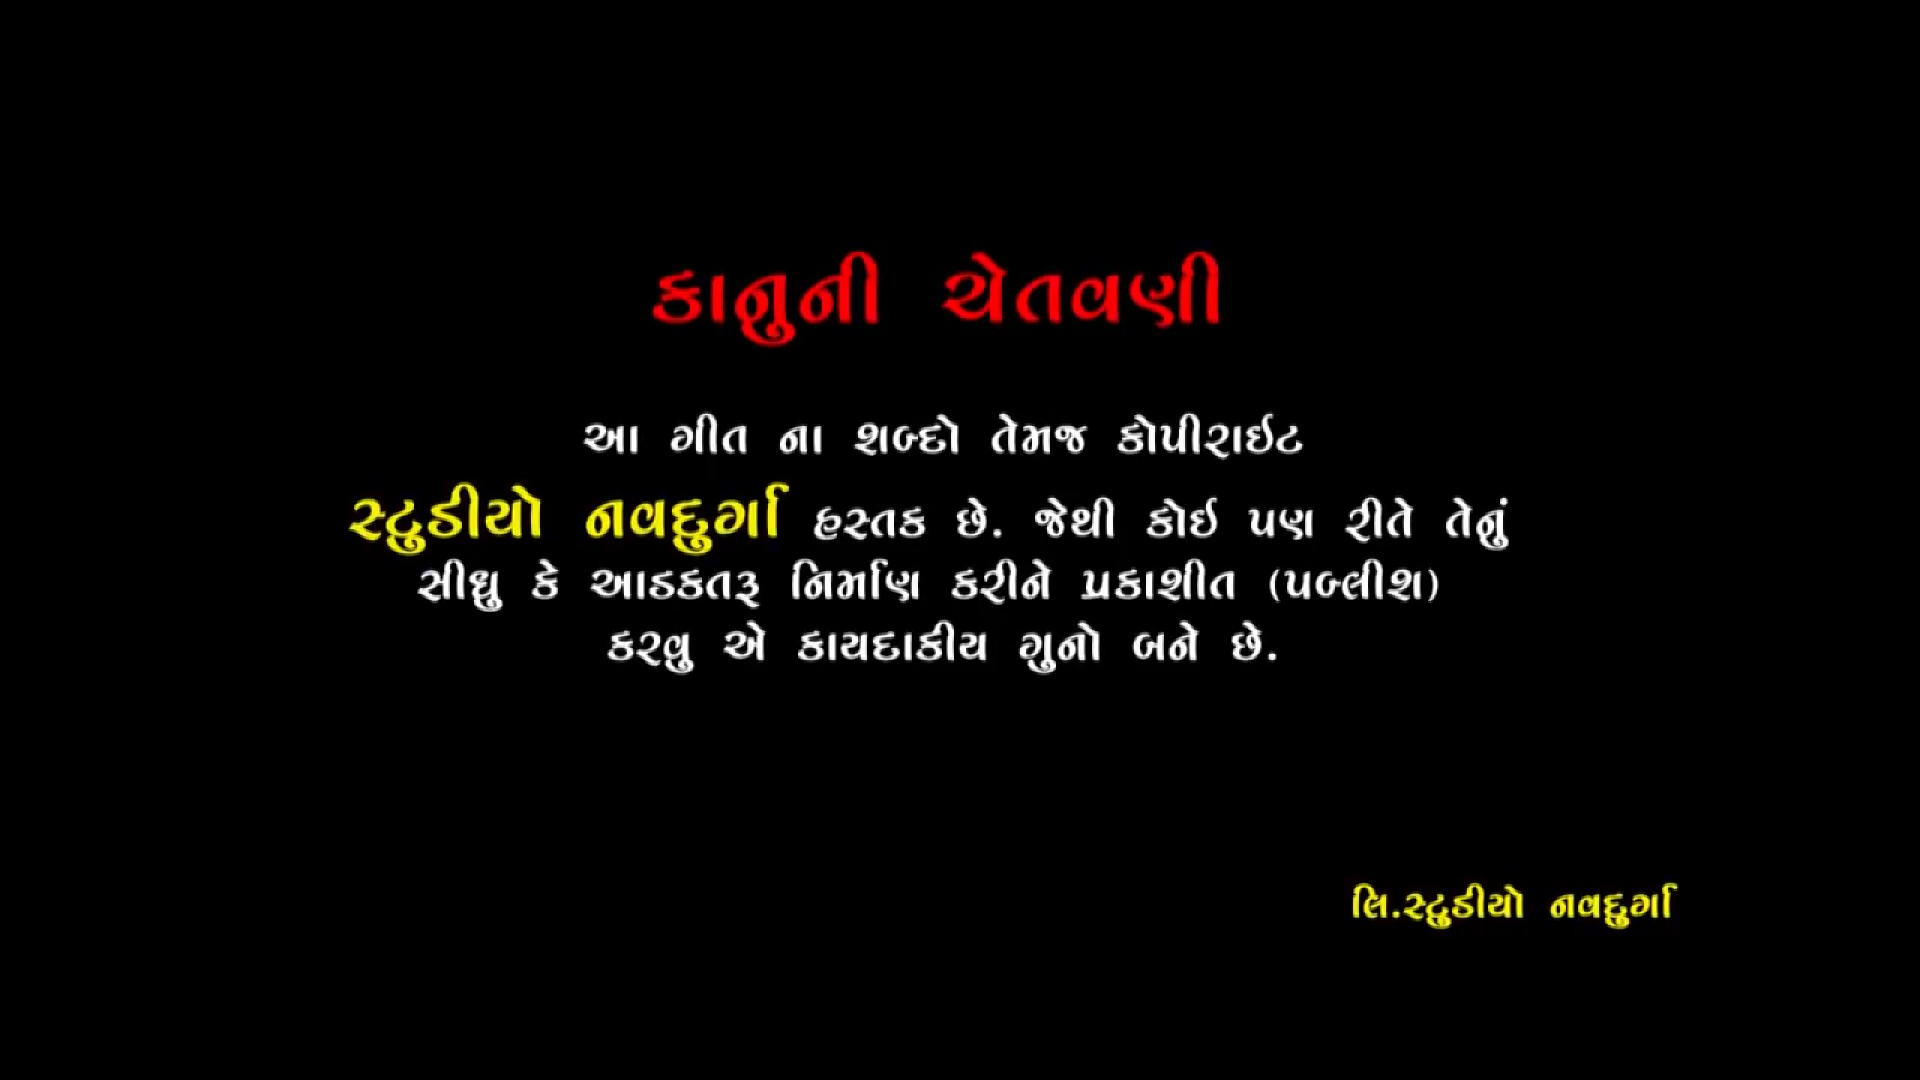 કાનુની ચેતવણી
આ ગીત ના શબ્દો તેમજ કોપીરાઈટ
સ્ટુડીયો નવદુર્ગા હસ્તક છે. જેથી કોઈ પણ રીતે તેનું
સીધુ કે આડકતરૂ નિર્માણ કરીને પ્રકાશીત (પબ્લીશ)
કરવુ એ કાયદાકીય ગુનો બને છે.
લિ.સ્ટુડીયો નવદુર્ગા